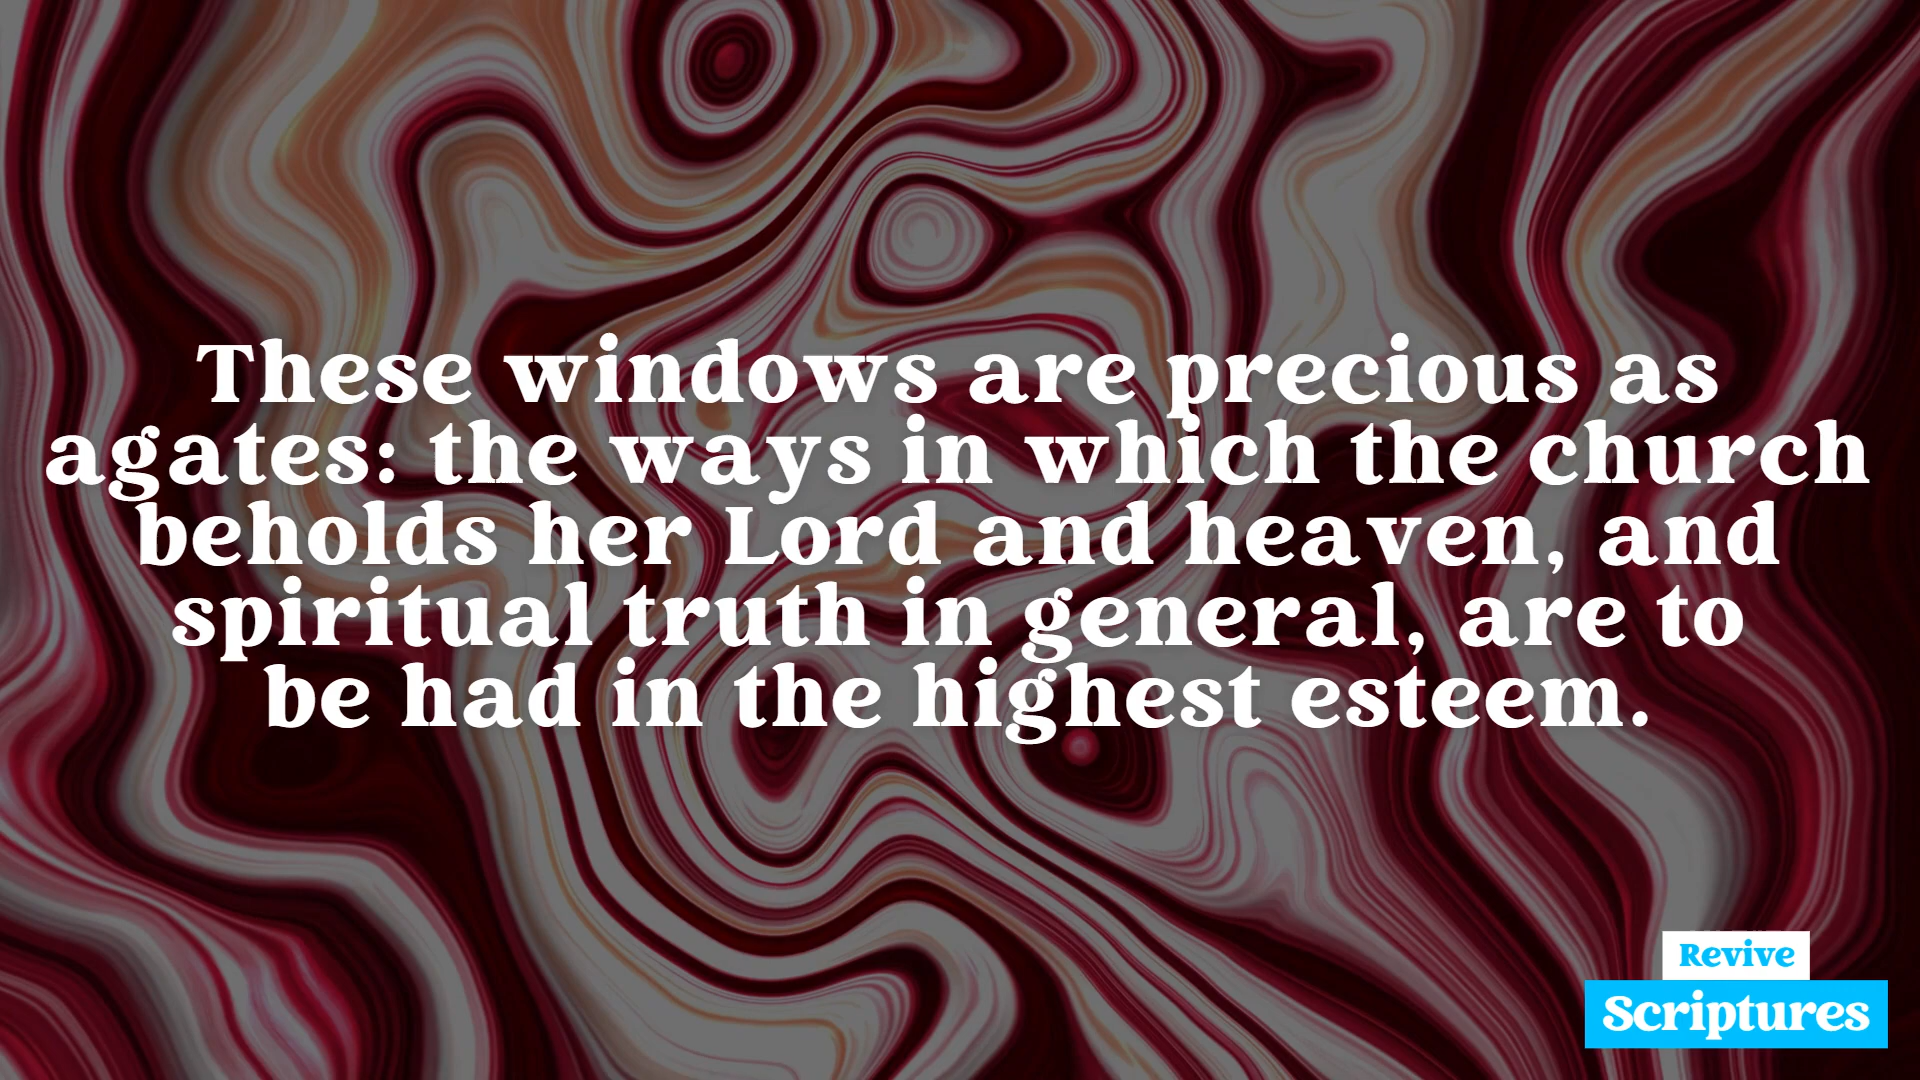 These windows are precious as
agates: the ways in which the church
beholds her Lord and heaven, and
spiritual truth in general, are to
be had in the highest esteem.
Revive
Scriptures